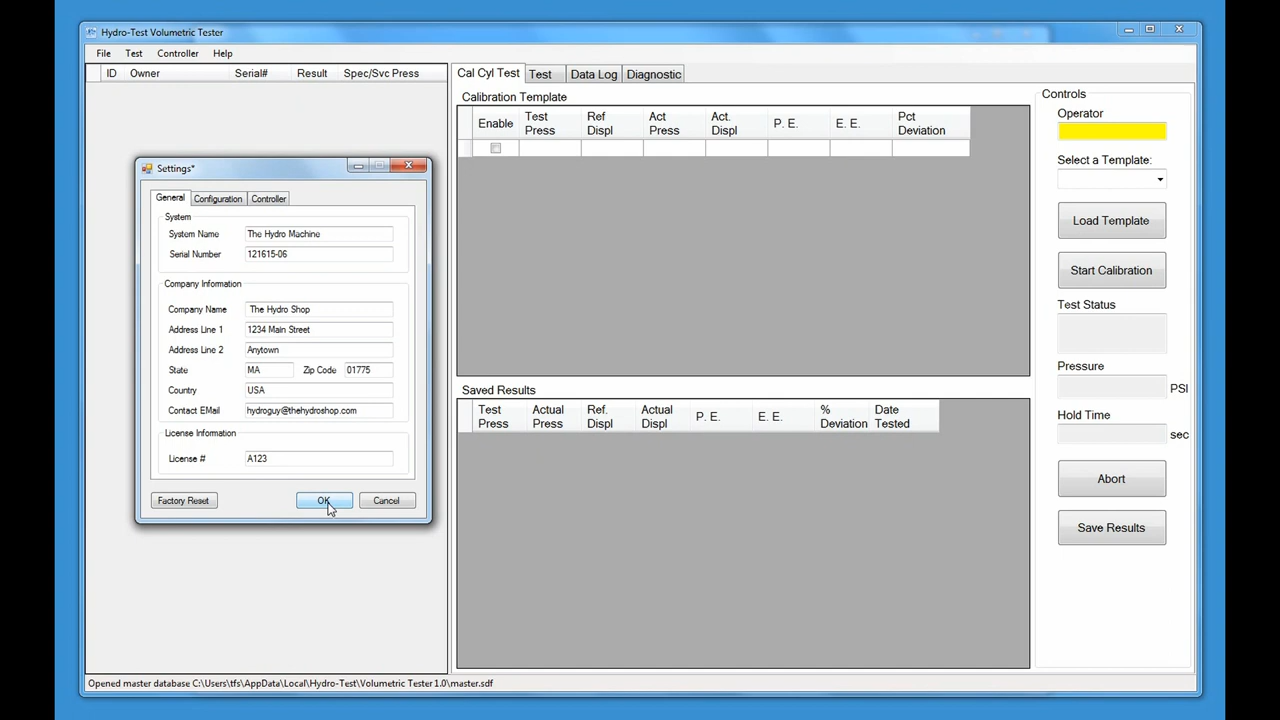 Hydro-Test Volumetric Tester
File Test Controller Help
ID Owner Serial# Result Spec/Svc Press
Settings*
General Configuration Controller
System
System Name The Hydro Machine
Serial Number 121615-06
Company Information
Company Name The Hydro Shop
Address Line 1 1234 Main Street
Address Line 2 Anytown
State MA Zip Code 01775
Country USA
Contact EMail hydroguy@thehydroshop.com
License Information
License # A123
Factory Reset OK Cancel
Cal Cyl Test Test Data Log Diagnostic
Calibration Template
Enable Test Press Ref Displ Act Press Act. Displ P. E. E. E. Pct Deviation
Saved Results
Test Press Actual Press Ref. Displ Actual Displ P. E. E. E. % Deviation Date Tested
Controls
Operator
Select a Template:
Load Template
Start Calibration
Test Status
Pressure
PSI
Hold Time
sec
Abort
Save Results
Opened master database C:\Users\tfs\AppData\Local\Hydro-Test\Volumetric Tester 1.0\master.sdf